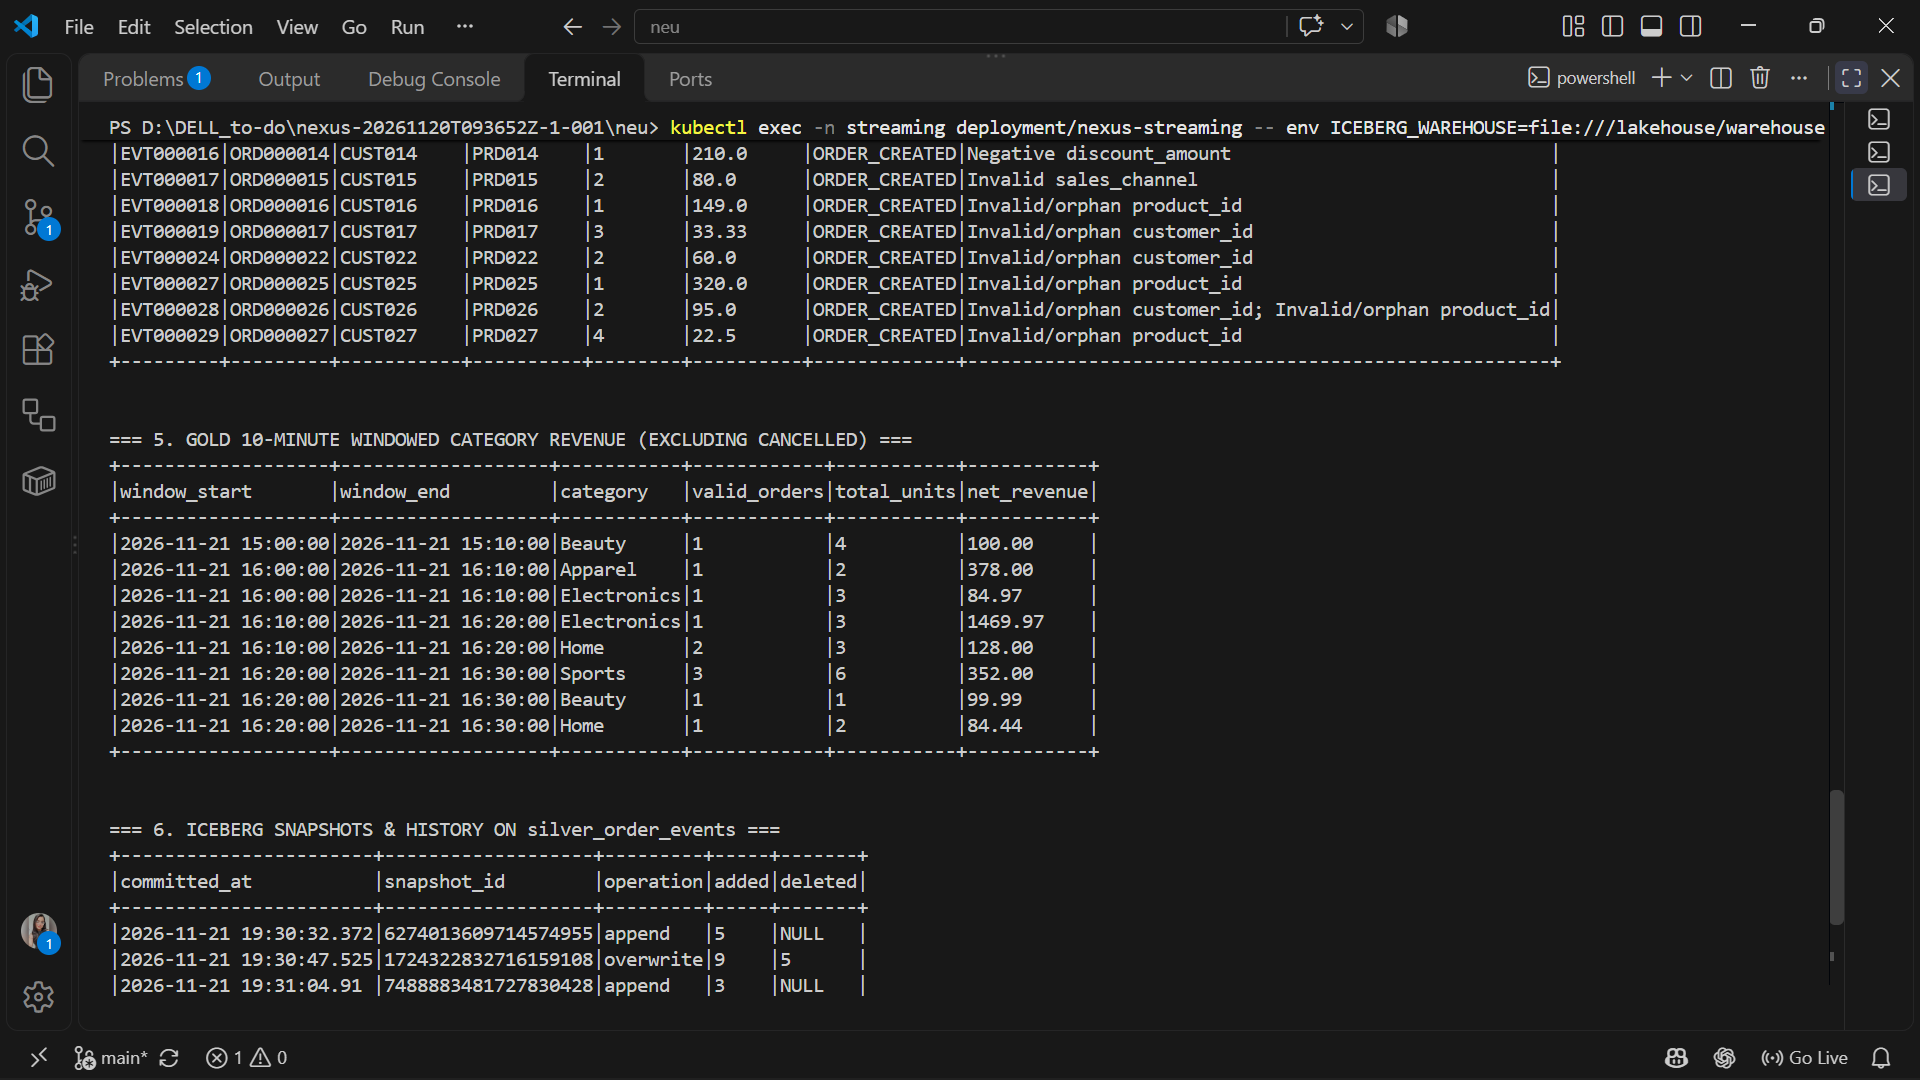 File Edit Selection View Go Run ···
neu
Problems 1 Output Debug Console Terminal Ports
powershell
PS D:\DELL_to-do\nexus-20261120T093652Z-1-001\neu> kubectl exec -n streaming deployment/nexus-streaming -- env ICEBERG_WAREHOUSE=file:///lakehouse/warehouse
|EVT000016|ORD000014|CUST014    |PRD014    |1       |210.0     |ORDER_CREATED|Negative discount_amount                             |
|EVT000017|ORD000015|CUST015    |PRD015    |2       |80.0      |ORDER_CREATED|Invalid sales_channel                                |
|EVT000018|ORD000016|CUST016    |PRD016    |1       |149.0     |ORDER_CREATED|Invalid/orphan product_id                            |
|EVT000019|ORD000017|CUST017    |PRD017    |3       |33.33     |ORDER_CREATED|Invalid/orphan customer_id                           |
|EVT000024|ORD000022|CUST022    |PRD022    |2       |60.0      |ORDER_CREATED|Invalid/orphan customer_id                           |
|EVT000027|ORD000025|CUST025    |PRD025    |1       |320.0     |ORDER_CREATED|Invalid/orphan product_id                            |
|EVT000028|ORD000026|CUST026    |PRD026    |2       |95.0      |ORDER_CREATED|Invalid/orphan customer_id; Invalid/orphan product_id|
|EVT000029|ORD000027|CUST027    |PRD027    |4       |22.5      |ORDER_CREATED|Invalid/orphan product_id                            |
+---------+---------+-----------+----------+--------+----------+-------------+-----------------------------------------------------+
=== 5. GOLD 10-MINUTE WINDOWED CATEGORY REVENUE (EXCLUDING CANCELLED) ===
+-------------------+-------------------+-----------+------------+-----------+-----------+
|window_start       |window_end         |category   |valid_orders|total_units|net_revenue|
+-------------------+-------------------+-----------+------------+-----------+-----------+
|2026-11-21 15:00:00|2026-11-21 15:10:00|Beauty     |1           |4          |100.00     |
|2026-11-21 16:00:00|2026-11-21 16:10:00|Apparel    |1           |2          |378.00     |
|2026-11-21 16:00:00|2026-11-21 16:10:00|Electronics|1           |3          |84.97      |
|2026-11-21 16:10:00|2026-11-21 16:20:00|Electronics|1           |3          |1469.97    |
|2026-11-21 16:10:00|2026-11-21 16:20:00|Home       |2           |3          |128.00     |
|2026-11-21 16:20:00|2026-11-21 16:30:00|Sports     |3           |6          |352.00     |
|2026-11-21 16:20:00|2026-11-21 16:30:00|Beauty     |1           |1          |99.99      |
|2026-11-21 16:20:00|2026-11-21 16:30:00|Home       |1           |2          |84.44      |
+-------------------+-------------------+-----------+------------+-----------+-----------+
=== 6. ICEBERG SNAPSHOTS & HISTORY ON silver_order_events ===
+-----------------------+-------------------+---------+-----+-------+
|committed_at           |snapshot_id        |operation|added|deleted|
+-----------------------+-------------------+---------+-----+-------+
|2026-11-21 19:30:32.372|6274013609714574955|append   |5    |NULL   |
|2026-11-21 19:30:47.525|1724322832716159108|overwrite|9    |5      |
|2026-11-21 19:31:04.91 |7488883481727830428|append   |3    |NULL   |
1
1
main* 1 0 Go Live